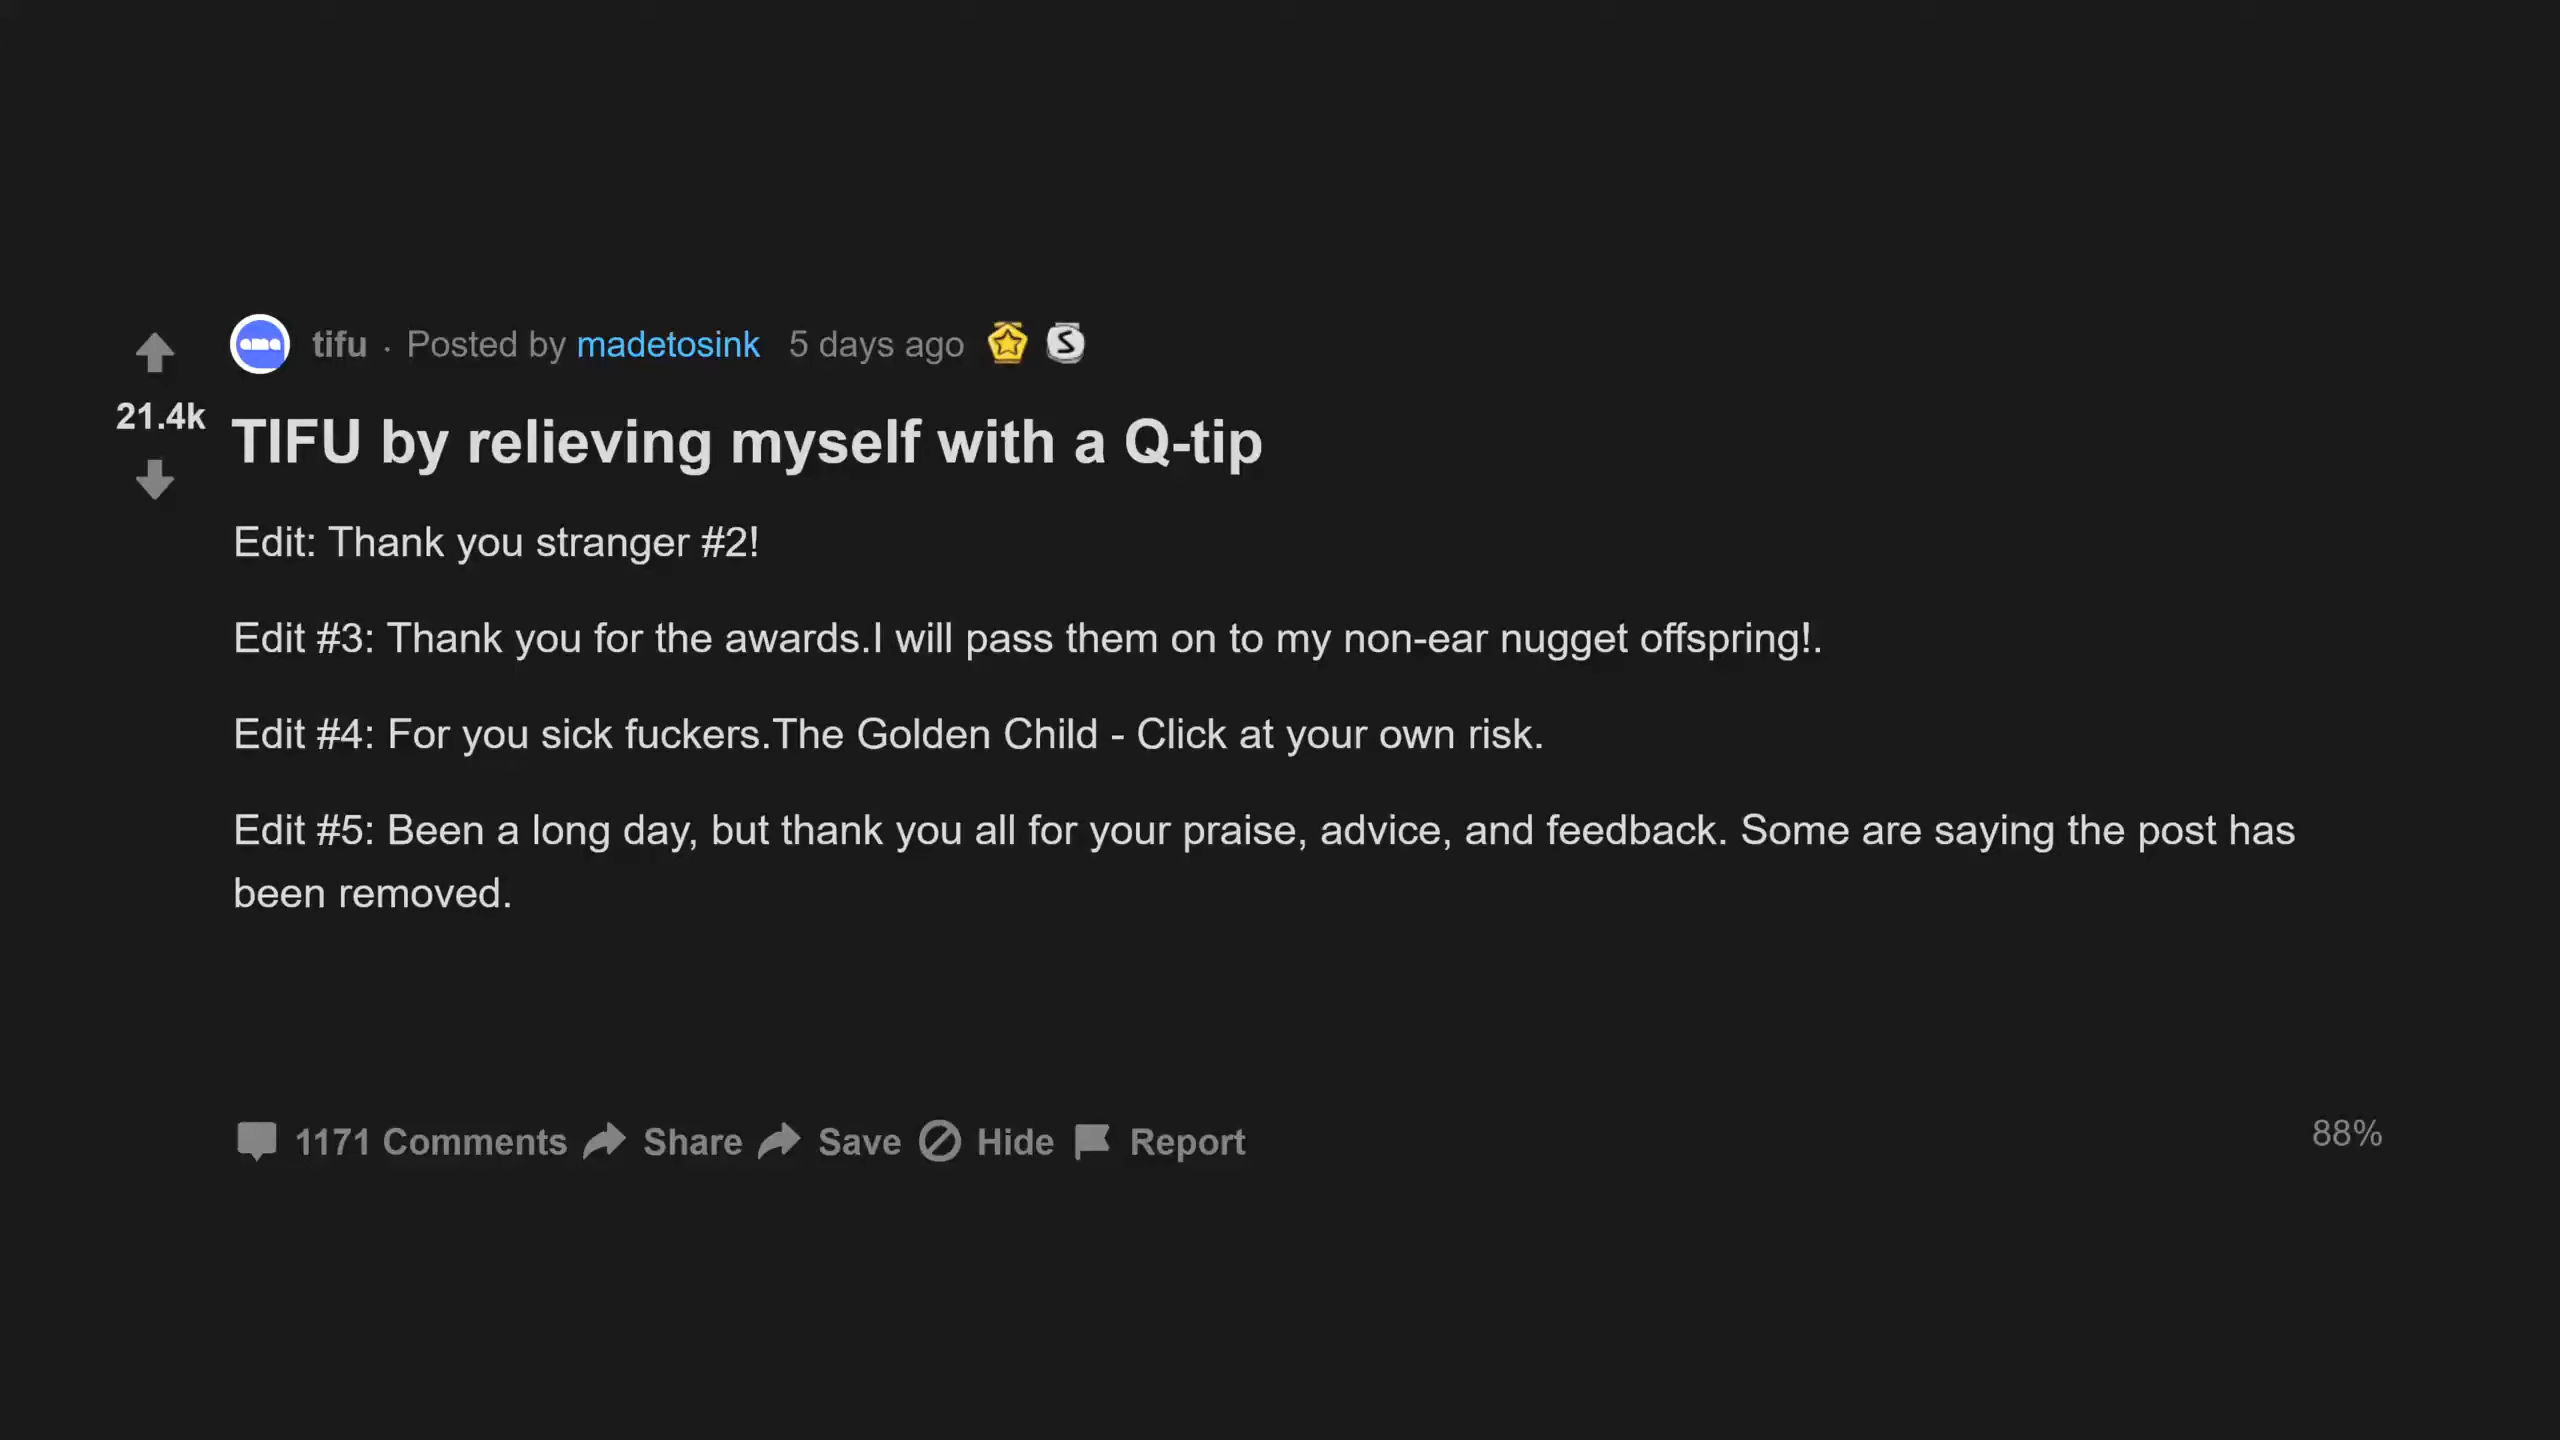 ama tifu · Posted by madetosink 5 days ago S
21.4k
TIFU by relieving myself with a Q-tip
Edit: Thank you stranger #2!
Edit #3: Thank you for the awards.I will pass them on to my non-ear nugget offspring!.
Edit #4: For you sick fuckers.The Golden Child - Click at your own risk.
Edit #5: Been a long day, but thank you all for your praise, advice, and feedback. Some are saying the post has
been removed.
1171 Comments Share Save Hide Report
88%